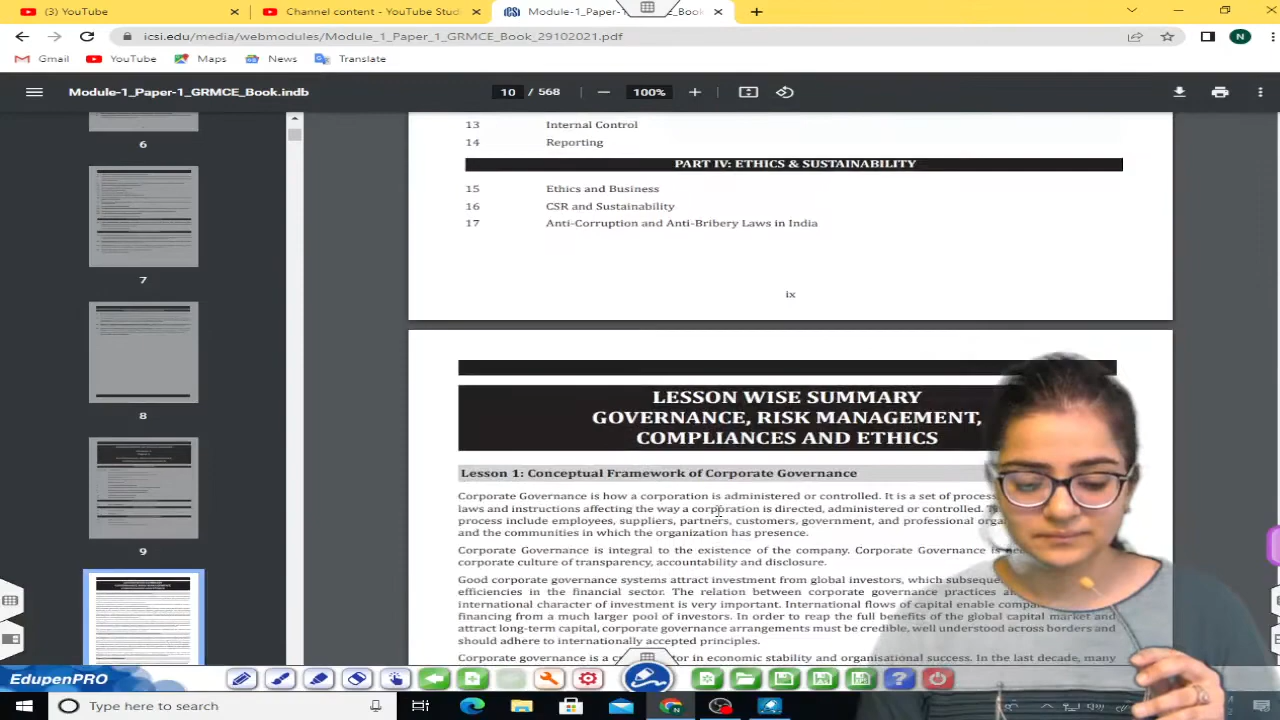 (3) YouTube
Channel content - YouTube Stud
Module-1_Paper-1_GRMCE_Book
icsi.edu/media/webmodules/Module_1_Paper_1_GRMCE_Book_29102021.pdf
N
Gmail YouTube Maps News Translate
Module-1_Paper-1_GRMCE_Book.indb
10 / 568
100%
6
7
8
9
13 Internal Control
14 Reporting
PART IV: ETHICS & SUSTAINABILITY
15 Ethics and Business
16 CSR and Sustainability
17 Anti-Corruption and Anti-Bribery Laws in India
ix
LESSON WISE SUMMARY
GOVERNANCE, RISK MANAGEMENT,
COMPLIANCES AND ETHICS
Lesson 1: Conceptual Framework of Corporate Governance
Corporate Governance is how a corporation is administered or controlled. It is a set of process
laws and instructions affecting the way a corporation is directed, administered or controlled.
process include employees, suppliers, partners, customers, government, and professional
and the communities in which the organization has presence.
Corporate Governance is integral to the existence of the company. Corporate Governance is
corporate culture of transparency, accountability and disclosure.
Good corporate governance systems attract investment from global investors, which
efficiencies in the financial sector. The relation between corporate governance practices
international character of investment is very important. International flows of capital enable
financing from a much larger pool of investors. In order to reap the full benefits of the global capital market and
attract long-term capital, corporate governance arrangements must be credible, well understood across borders and
should adhere to internationally accepted principles.
Corporate governance is a in economic stability and organisational success. In the last decade, many
EdupenPRO
Type here to search